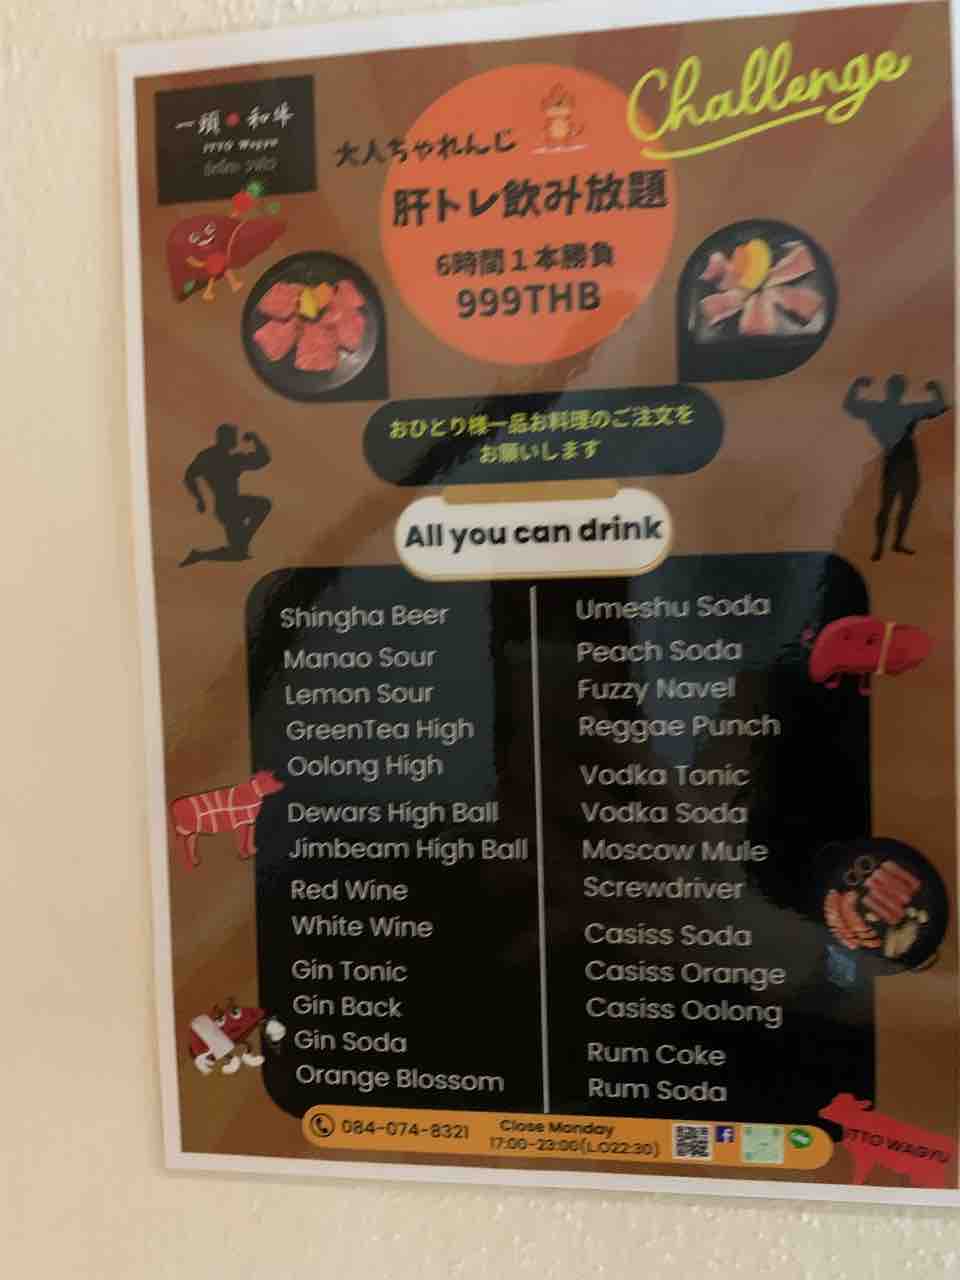 一頭・和牛
ITTO Wagyu
Challenge
大人ちゃれんじ
肝トレ飲み放題
6時間1本勝負
999THB
おひとり様一品お料理のご注文を
お願いします
All you can drink
Shingha Beer
Manao Sour
Lemon Sour
GreenTea High
Oolong High
Dewars High Ball
Jimbeam High Ball
Red Wine
White Wine
Gin Tonic
Gin Back
Gin Soda
Orange Blossom
Umeshu Soda
Peach Soda
Fuzzy Navel
Reggae Punch
Vodka Tonic
Vodka Soda
Moscow Mule
Screwdriver
Casiss Soda
Casiss Orange
Casiss Oolong
Rum Coke
Rum Soda
084-074-8321
Close Monday
17:00-23:00(L.O22:30)
ITTO WAGYU